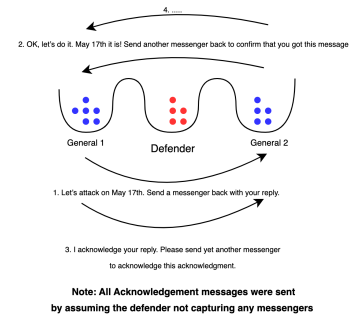 4. .....
2. OK, let's do it. May 17th it is! Send another messenger back to confirm that you got this message
General 1
Defender
General 2
1. Let's attack on May 17th. Send a messenger back with your reply.
3. I acknowledge your reply. Please send yet another messenger
to acknowledge this acknowledgment.
Note: All Acknowledgement messages were sent
by assuming the defender not capturing any messengers